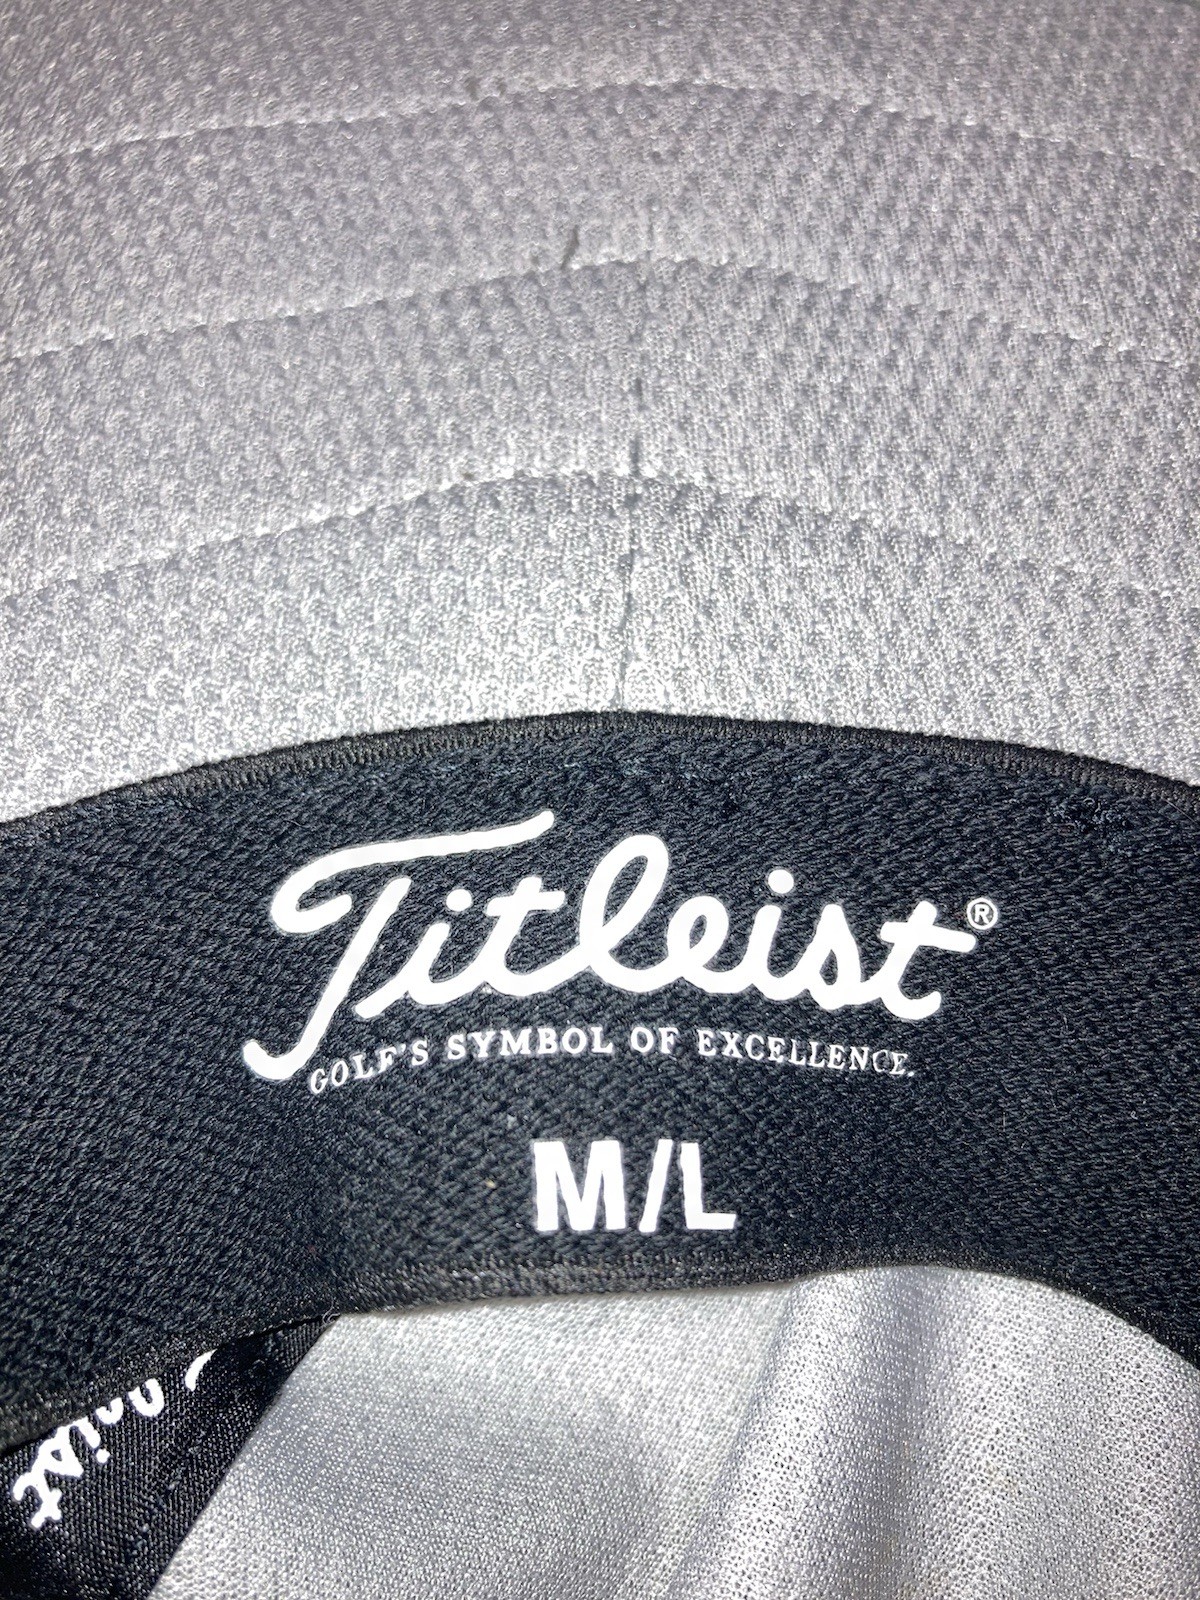 Titleist®
GOLF'S SYMBOL OF EXCELLENCE.
M/L